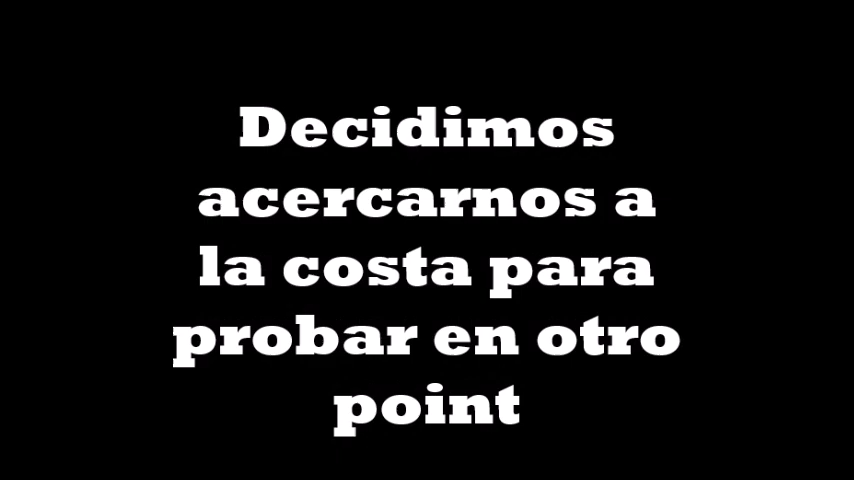 Decidimos
acercarnos a
la costa para
probar en otro
point